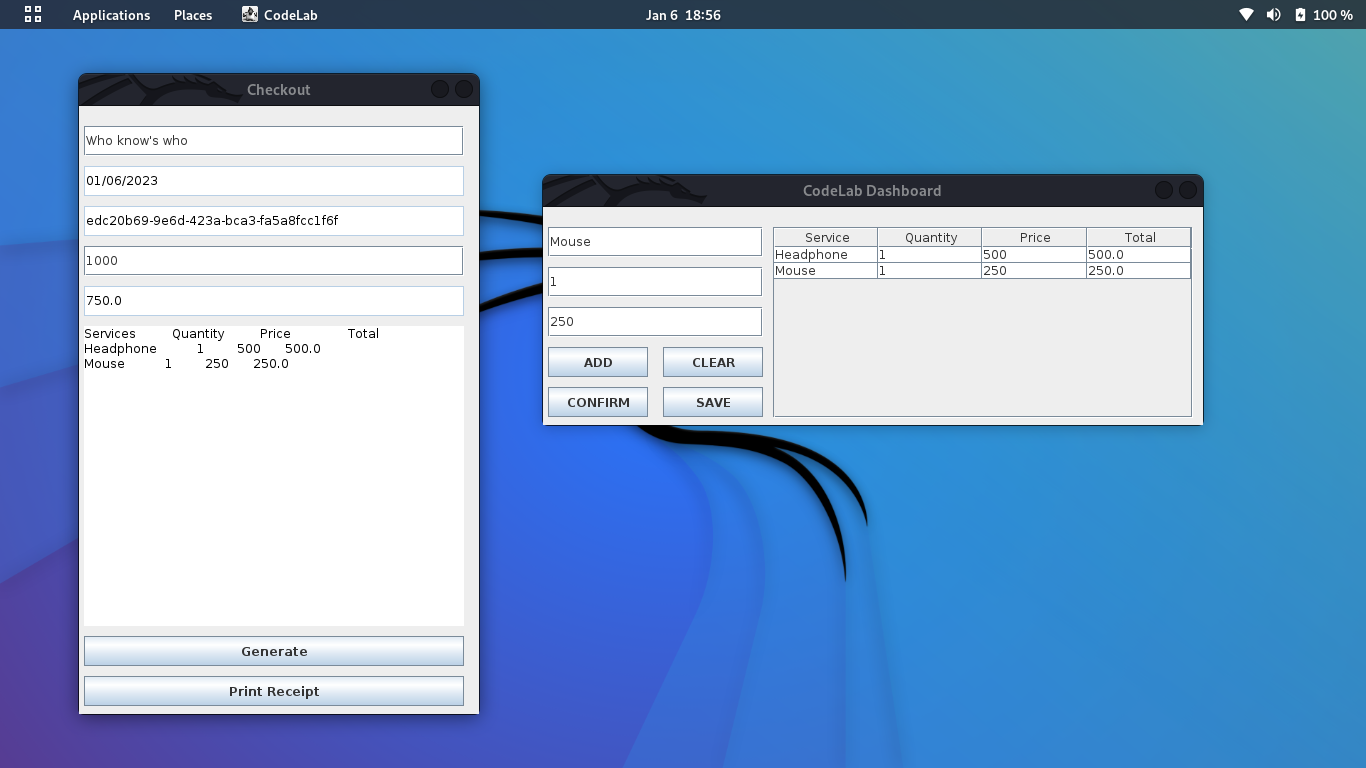 Applications Places CodeLab Jan 6 18:56 100 %
Checkout
Who know's who
01/06/2023
edc20b69-9e6d-423a-bca3-fa5a8fcc1f6f
1000
750.0
Services Quantity Price Total
Headphone 1 500 500.0
Mouse 1 250 250.0
Generate
Print Receipt
CodeLab Dashboard
Mouse
1
250
ADD CLEAR
CONFIRM SAVE
Service Quantity Price Total
Headphone 1 500 500.0
Mouse 1 250 250.0